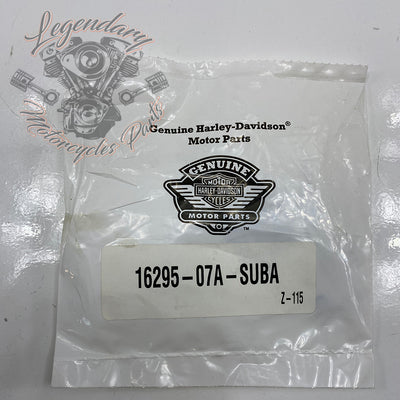 Legendary
Motorcycles Parts
Genuine Harley-Davidson®
Motor Parts
GENUINE
MOTOR
HARLEY-DAVIDSON
CYCLES
MOTOR PARTS
™
16295-07A-SUBA
Z-115